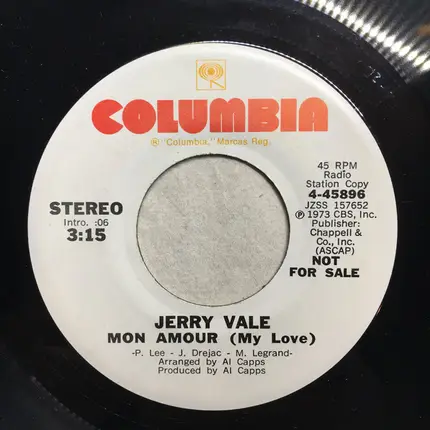 COLUMBIA
® "Columbia," Marcas Reg.
45 RPM
Radio
Station Copy
4-45896
JZSS 157652
℗ 1973 CBS, Inc.
Publisher:
Chappell &
Co., Inc.
(ASCAP)
NOT
FOR SALE
STEREO
Intro. :06
3:15
JERRY VALE
MON AMOUR (My Love)
-P. Lee - J. Drejac - M. Legrand-
Arranged by Al Capps
Produced by Al Capps